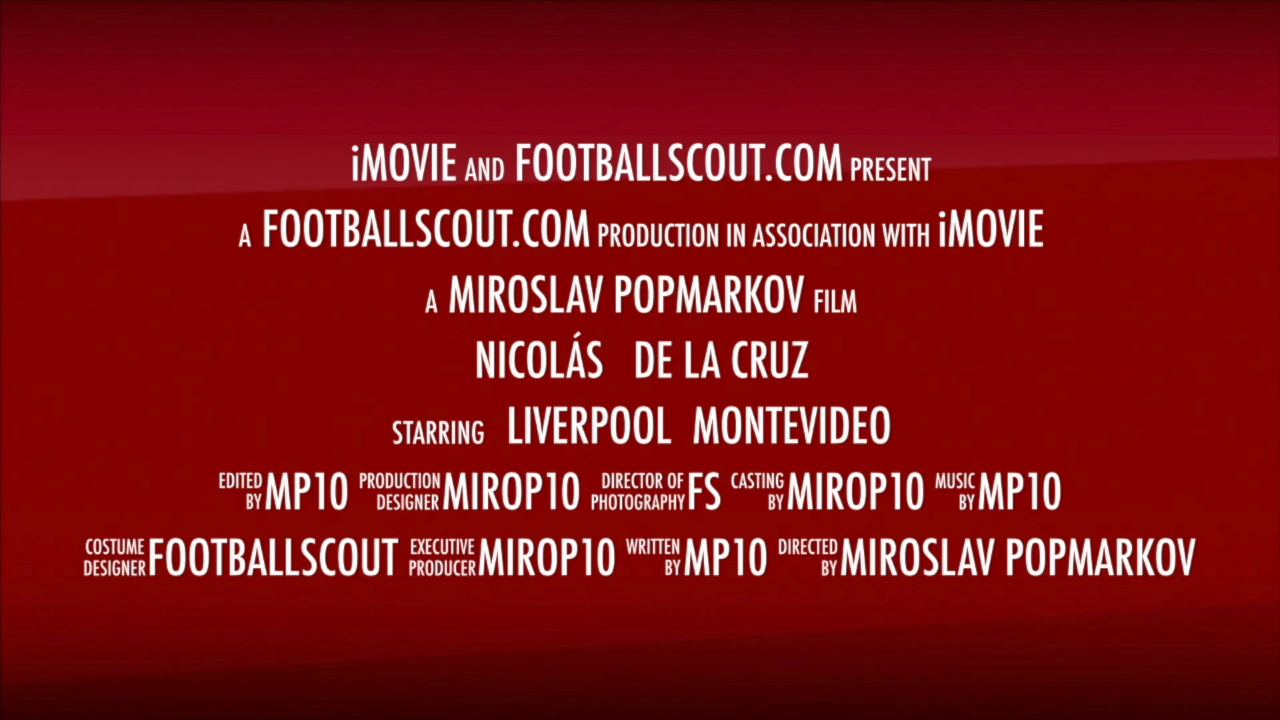 iMOVIE AND FOOTBALLSCOUT.COM PRESENT
A FOOTBALLSCOUT.COM PRODUCTION IN ASSOCIATION WITH iMOVIE
A MIROSLAV POPMARKOV FILM
NICOLÁS DE LA CRUZ
STARRING LIVERPOOL MONTEVIDEO
EDITED BY MP10 PRODUCTION DESIGNER MIROP10 DIRECTOR OF PHOTOGRAPHY FS CASTING BY MIROP10 MUSIC BY MP10
COSTUME DESIGNER FOOTBALLSCOUT EXECUTIVE PRODUCER MIROP10 WRITTEN BY MP10 DIRECTED BY MIROSLAV POPMARKOV